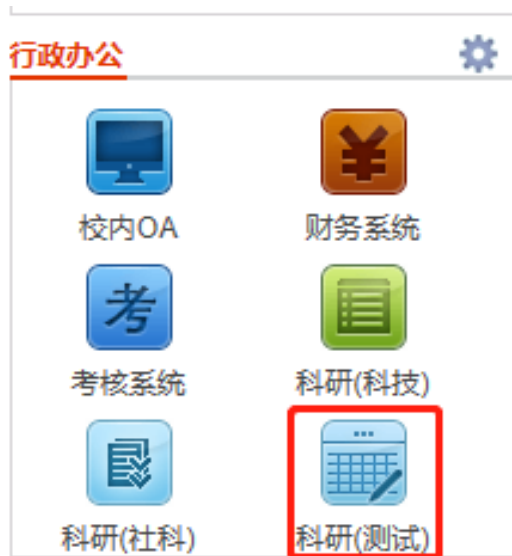 行政办公
校内OA
财务系统
考
考核系统
科研(科技)
科研(社科)
科研(测试)